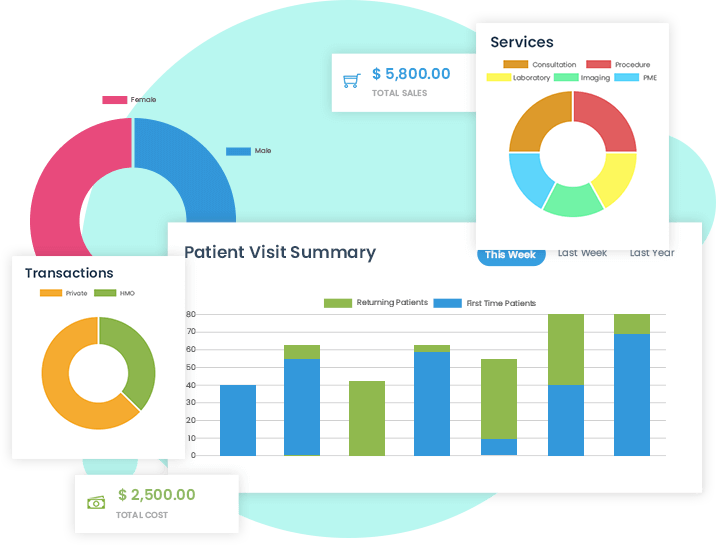 Services
Consultation Procedure
Laboratory Imaging PME
$ 5,800.00
TOTAL SALES
Female
Male
Patient Visit Summary
This Week Last Week Last Year
Transactions
Private HMO
Returning Patients First Time Patients
80
70
60
50
40
30
20
10
0
$ 2,500.00
TOTAL COST